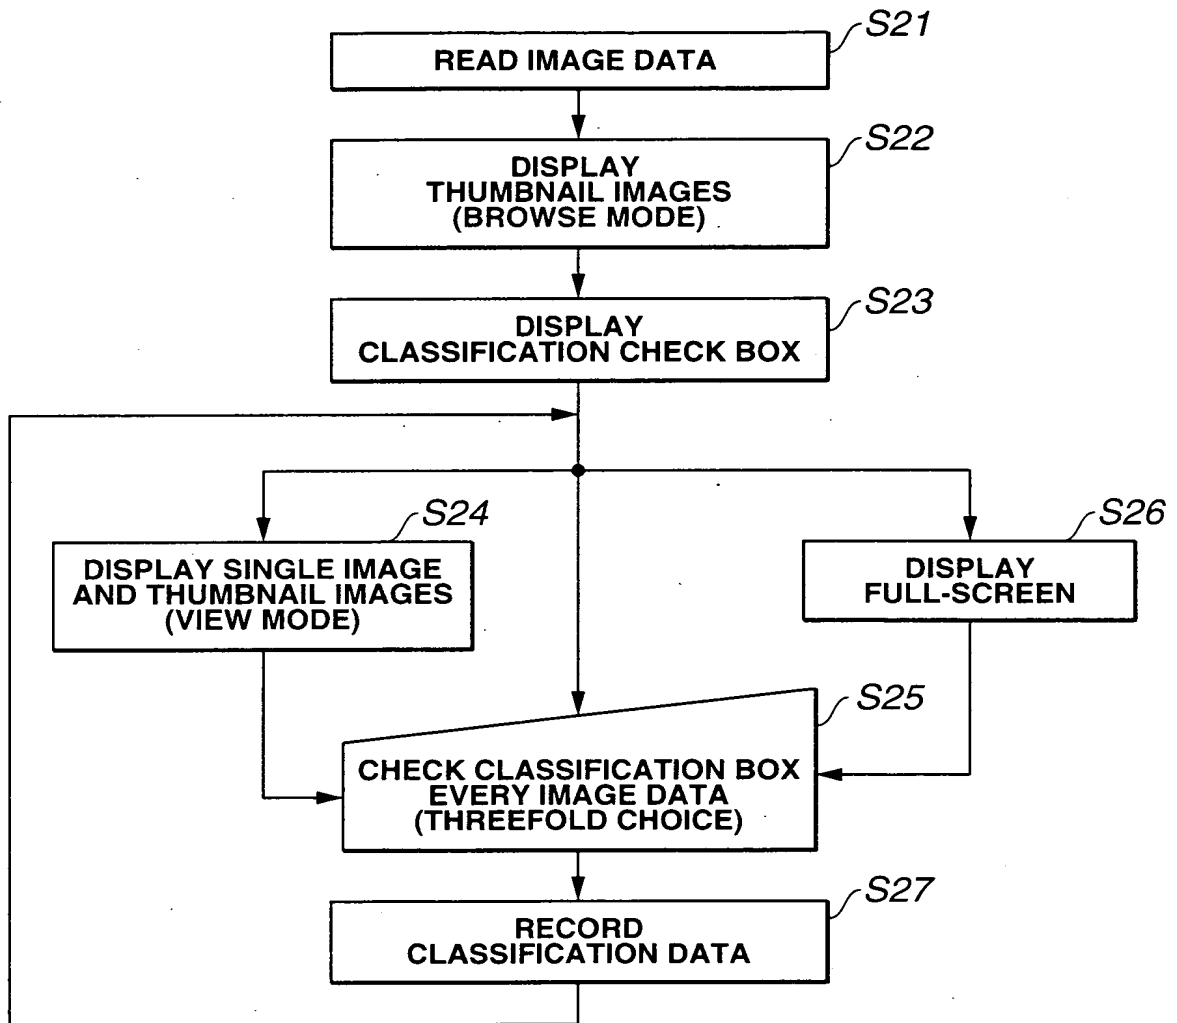 S21
READ IMAGE DATA
S22
DISPLAY
THUMBNAIL IMAGES
(BROWSE MODE)
S23
DISPLAY
CLASSIFICATION CHECK BOX
S24
DISPLAY SINGLE IMAGE
AND THUMBNAIL IMAGES
(VIEW MODE)
S26
DISPLAY
FULL-SCREEN
S25
CHECK CLASSIFICATION BOX
EVERY IMAGE DATA
(THREEFOLD CHOICE)
S27
RECORD
CLASSIFICATION DATA